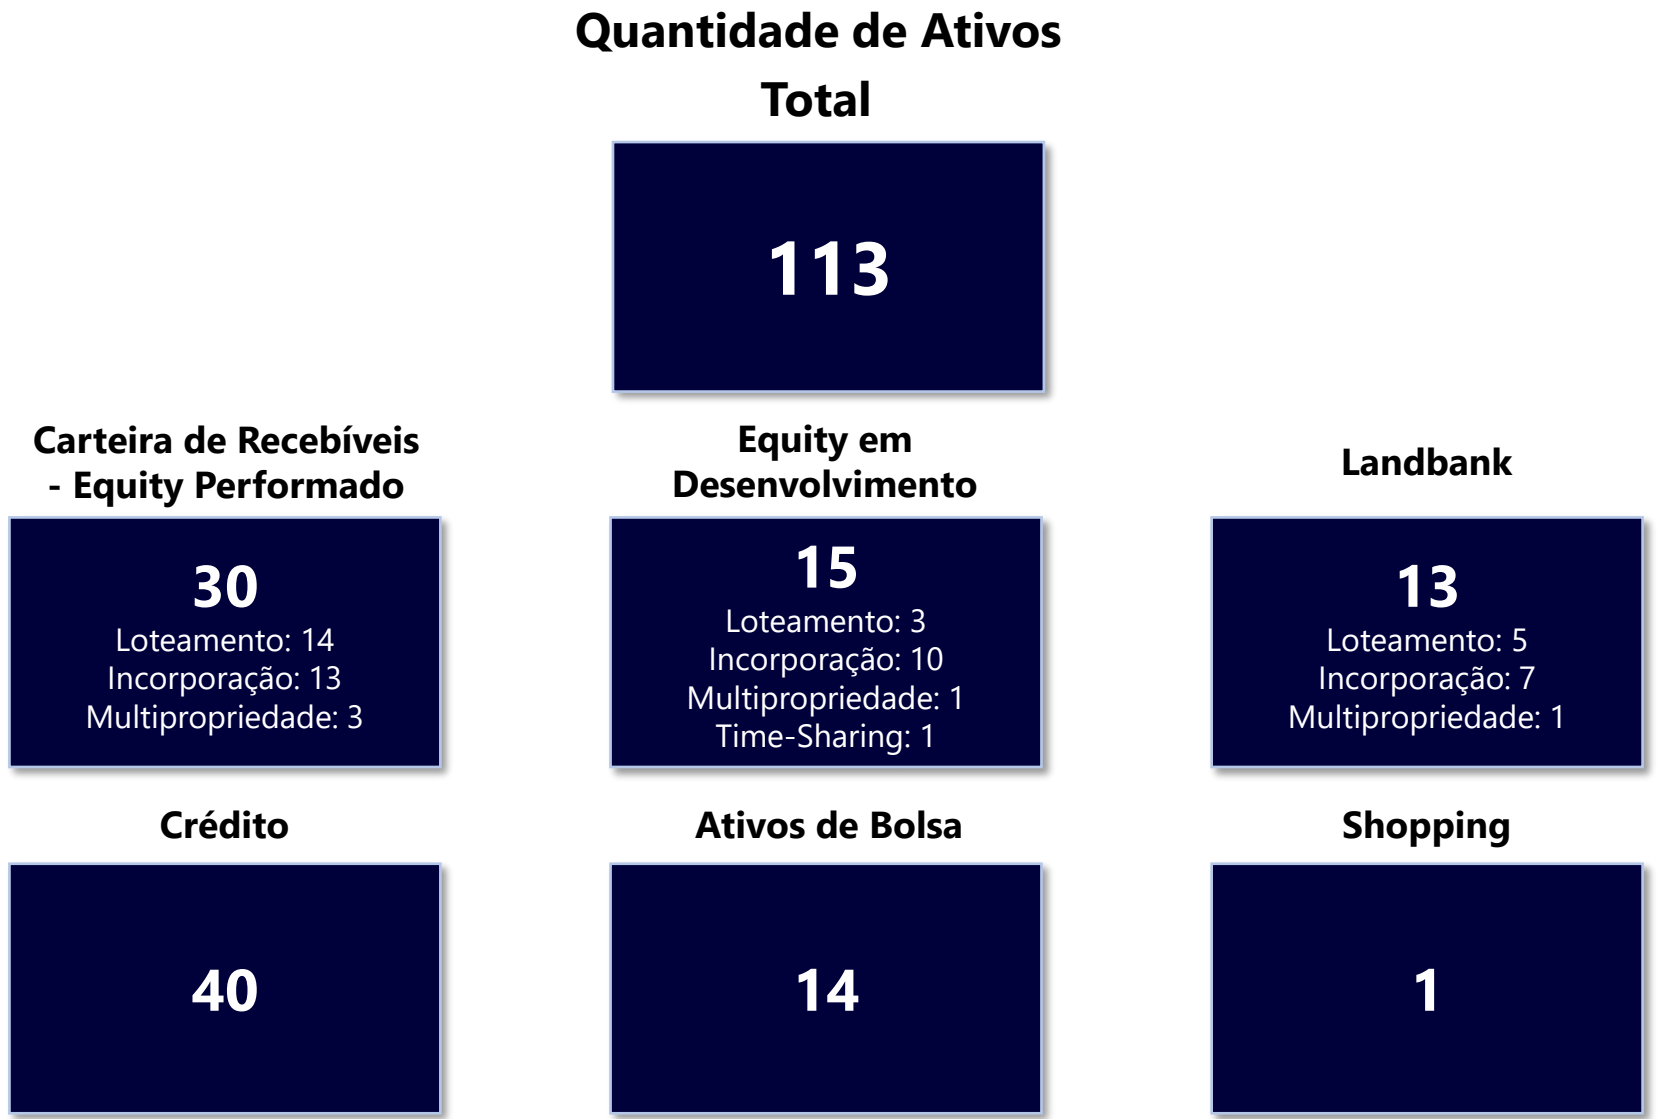 Quantidade de Ativos
Total
113
Carteira de Recebíveis
- Equity Performado
30
Loteamento: 14
Incorporação: 13
Multipropriedade: 3
Equity em
Desenvolvimento
15
Loteamento: 3
Incorporação: 10
Multipropriedade: 1
Time-Sharing: 1
Landbank
13
Loteamento: 5
Incorporação: 7
Multipropriedade: 1
Crédito
40
Ativos de Bolsa
14
Shopping
1